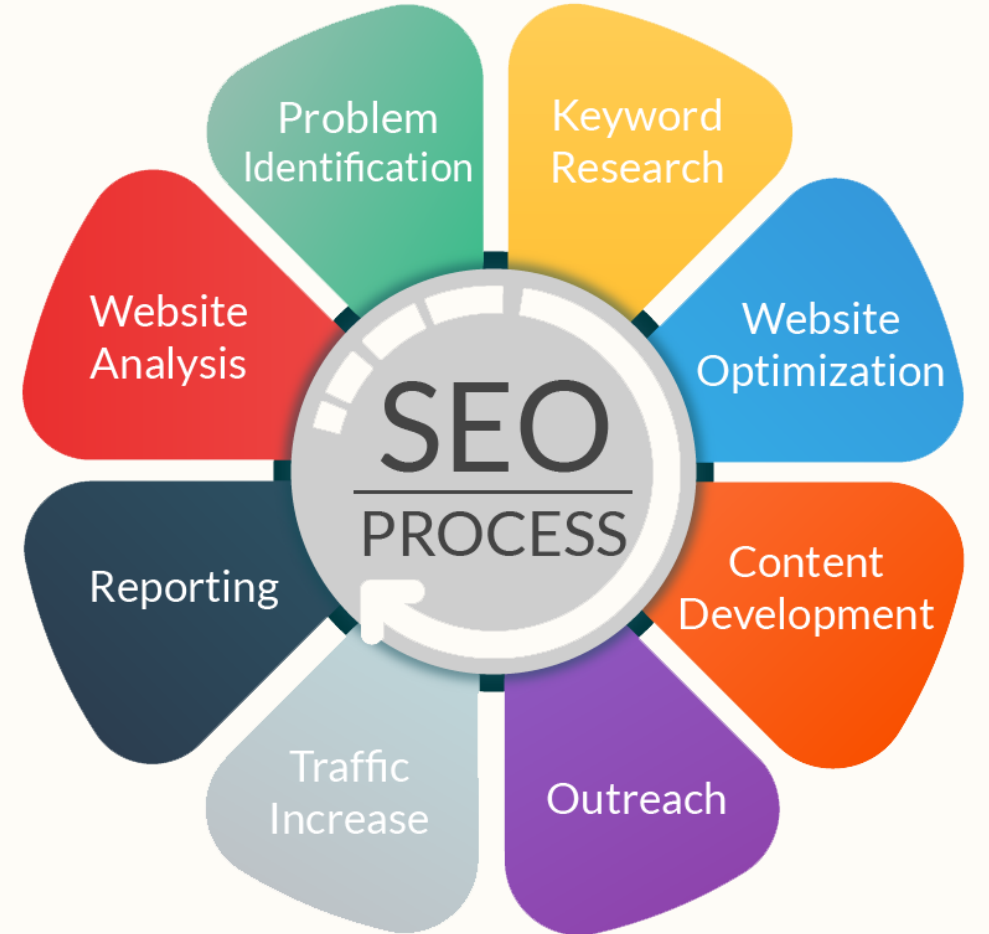 SEO
PROCESS
Problem
Identification
Keyword
Research
Website
Optimization
Content
Development
Outreach
Traffic
Increase
Reporting
Website
Analysis